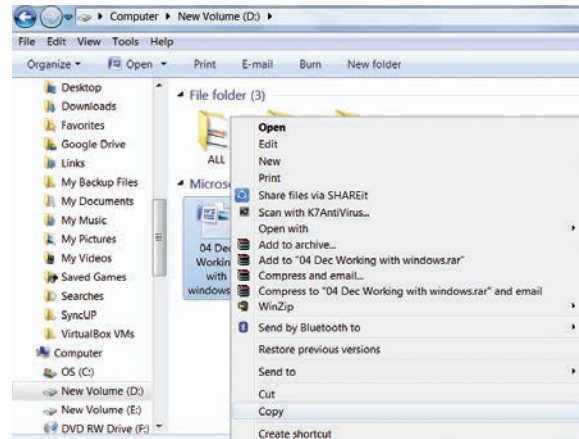 Computer New Volume (D:)
File Edit View Tools Help
Organize Open Print E-mail Burn New folder
Desktop
Downloads
Favorites
Google Drive
Links
My Backup Files
My Documents
My Music
My Pictures
My Videos
Saved Games
Searches
SyncUP
VirtualBox VMs
Computer
OS (C:)
New Volume (D:)
New Volume (E:)
DVD RW Drive (F:)
File folder (3)
ALL
04 Dec
with
windows
Open
Edit
New
Print
Share files via SHAREit
Scan with K7AntiVirus...
Open with
Add to archive...
Add to "04 Dec Working with windows.rar"
Compress and email...
Compress to "04 Dec Working with windows.rar" and email
WinZip
Send by Bluetooth to
Restore previous versions
Send to
Cut
Copy
Create shortcut